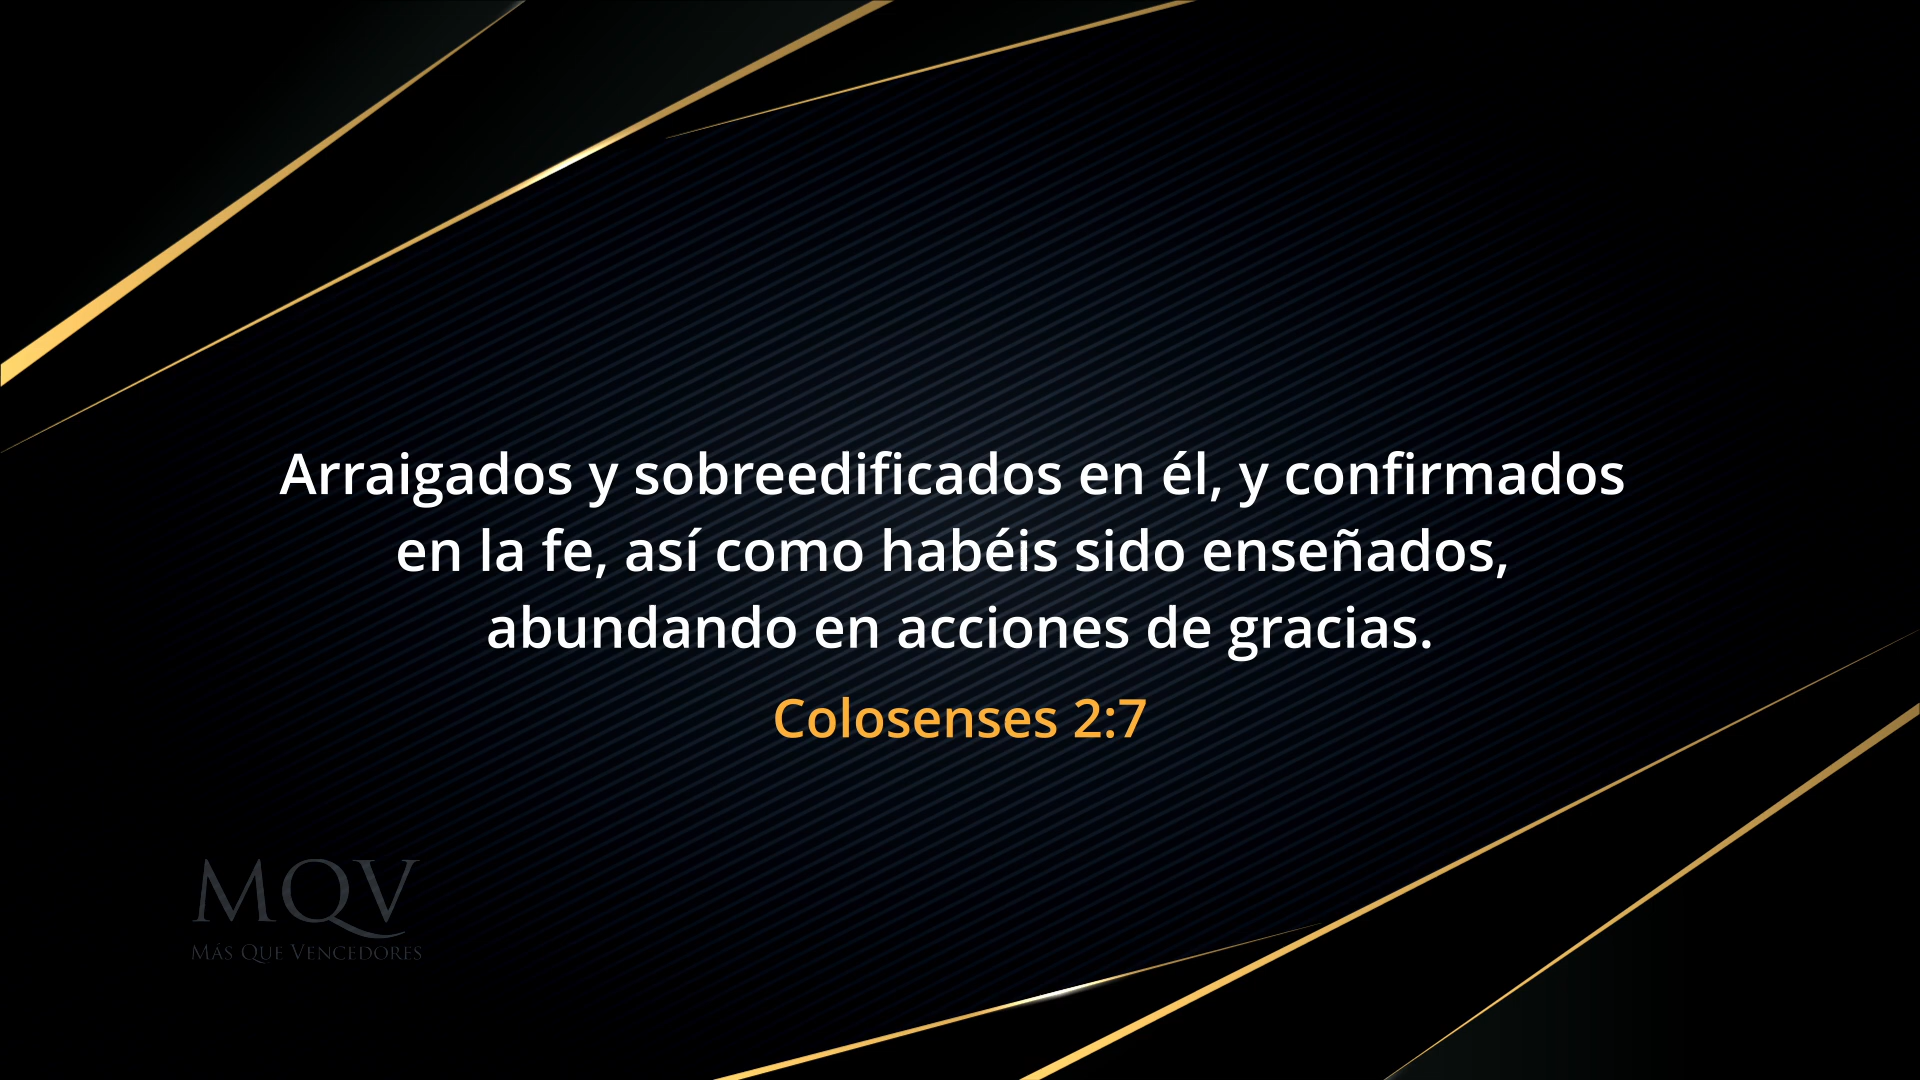 Arraigados y sobreedificados en él, y confirmados
en la fe, así como habéis sido enseñados,
abundando en acciones de gracias.
Colosenses 2:7
MQV
Más Que Vencedores